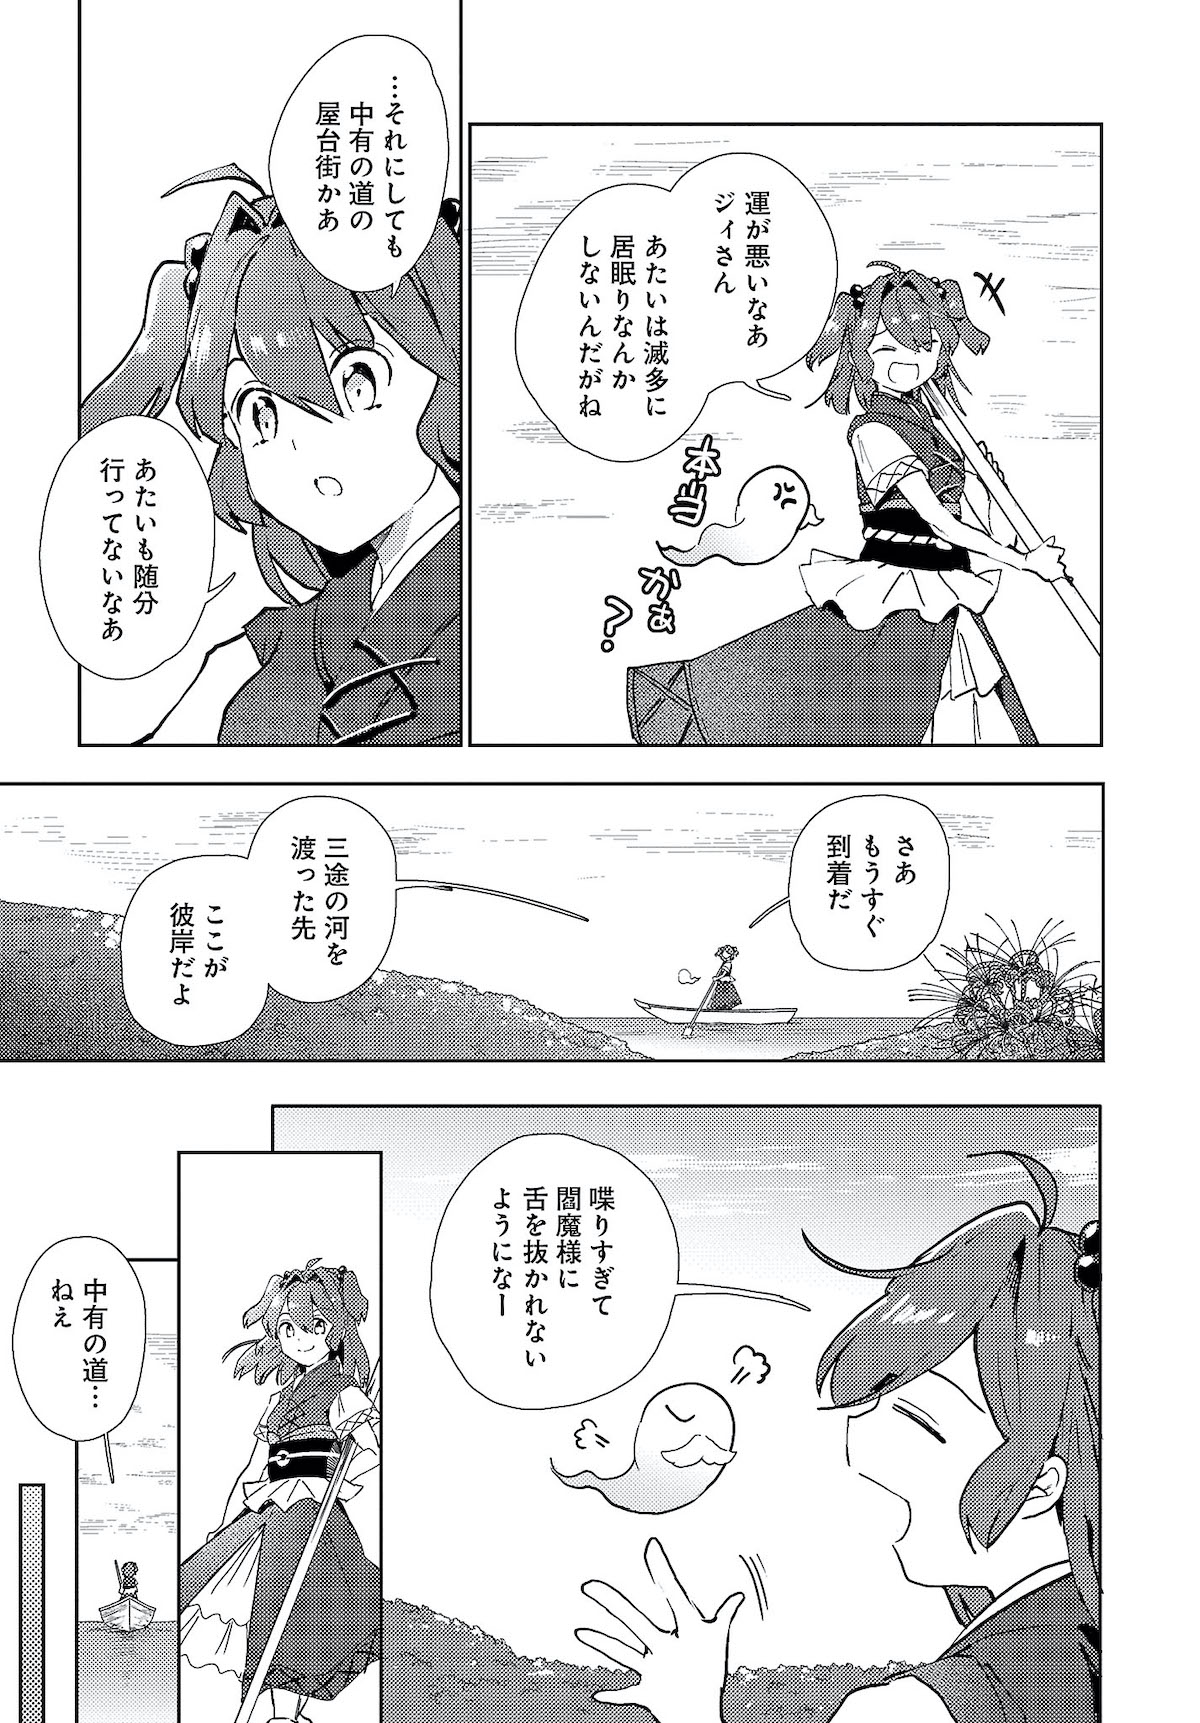 運が悪いなあ
ジィさん
あたいは滅多に
居眠りなんか
しないんだがね
本当
かぁ
?
…それにしても
中有の道の
屋台街かあ
あたいも随分
行ってないなあ
さあ
もうすぐ
到着だ
三途の河を
渡った先
ここが
彼岸だよ
喋りすぎて
閻魔様に
舌を抜かれない
ようになー
中有の道…
ねえ